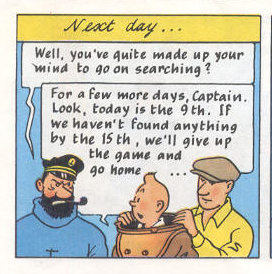 Next day...
Well, you've quite made up your
mind to go on searching?
For a few more days, Captain.
Look, today is the 9th. If
we haven't found anything
by the 15th, we'll give up
the game and
go home ...